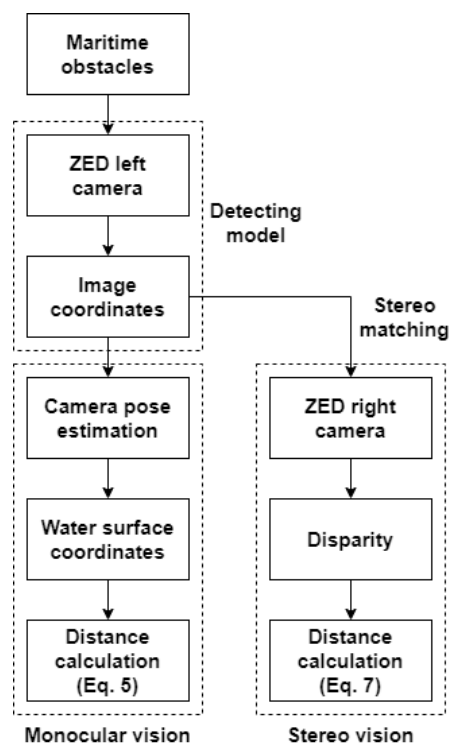 Maritime
obstacles
ZED left
camera
Detecting
model
Image
coordinates
Stereo
matching
Camera pose
estimation
ZED right
camera
Water surface
coordinates
Disparity
Distance
calculation
(Eq. 5)
Distance
calculation
(Eq. 7)
Monocular vision
Stereo vision